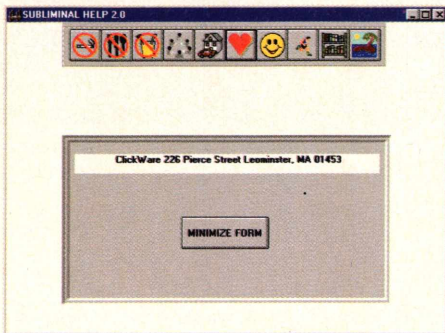 SUBLIMINAL HELP 2.0
ClickWare 226 Pierce Street Leominster, MA 01453
MINIMIZE FORM